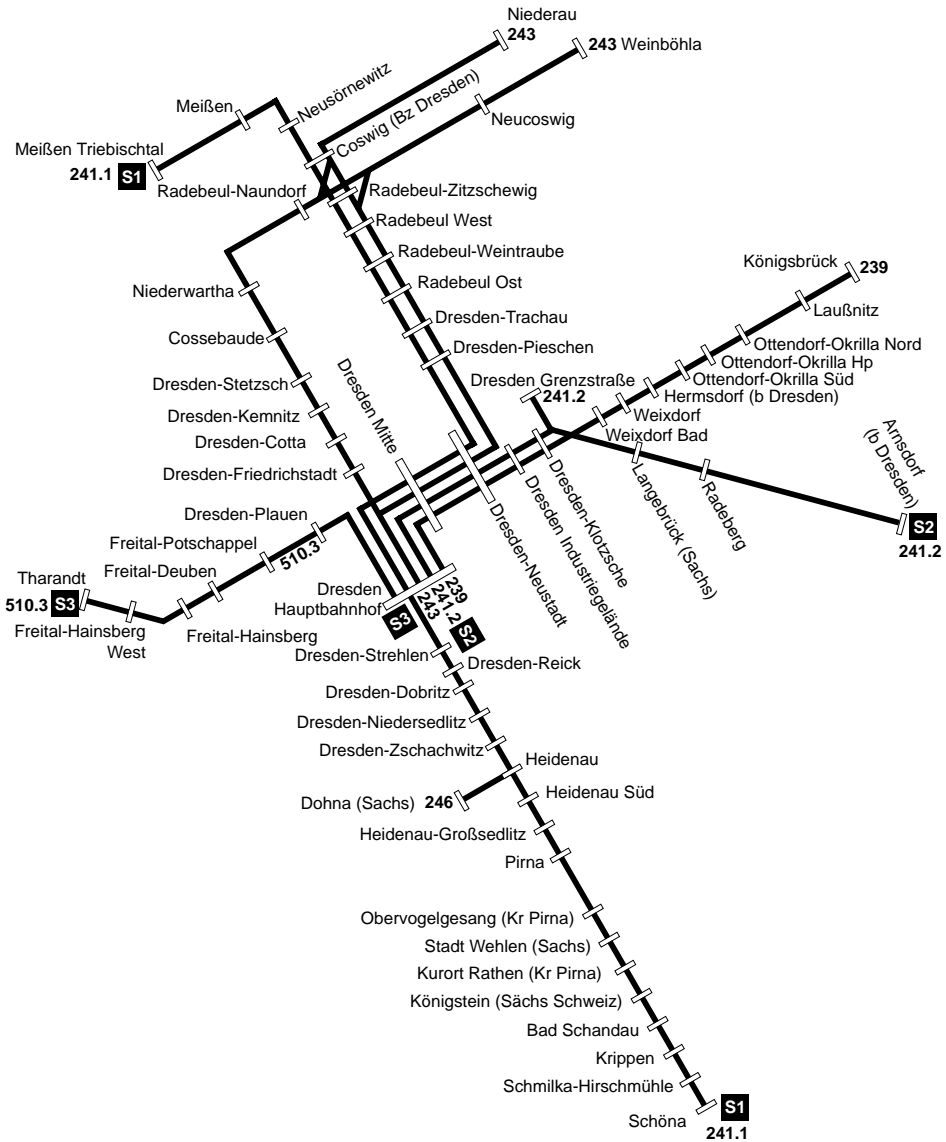 Niederau
243
243 Weinböhla
Neusörnewitz
Meißen
Coswig (Bz Dresden)
Neucoswig
Meißen Triebischtal
241.1 S1
Radebeul-Naundorf
Radebeul-Zitzschewig
Radebeul West
Radebeul-Weintraube
Radebeul Ost
Niederwartha
Dresden-Trachau
Cossebaude
Dresden-Pieschen
Königsbrück
239
Laußnitz
Ottendorf-Okrilla Nord
Ottendorf-Okrilla Hp
Ottendorf-Okrilla Süd
Hermsdorf (b Dresden)
Weixdorf
Weixdorf Bad
Dresden Grenzstraße
241.2
Dresden-Stetzsch
Dresden-Kemnitz
Dresden-Cotta
Dresden-Friedrichstadt
Dresden Mitte
Dresden-Neustadt
Dresden Industriegelände
Dresden-Klotzsche
Langebrück (Sachs)
Radeberg
Arnsdorf
(b Dresden)
S2
241.2
Dresden-Plauen
Freital-Potschappel
510.3
Freital-Deuben
Tharandt
510.3 S3
Freital-Hainsberg
West
Freital-Hainsberg
Dresden
Hauptbahnhof
S3
243
241.2
S2
239
Dresden-Strehlen
Dresden-Reick
Dresden-Dobritz
Dresden-Niedersedlitz
Dresden-Zschachwitz
Heidenau
Dohna (Sachs) 246
Heidenau Süd
Heidenau-Großsedlitz
Pirna
Obervogelgesang (Kr Pirna)
Stadt Wehlen (Sachs)
Kurort Rathen (Kr Pirna)
Königstein (Sächs Schweiz)
Bad Schandau
Krippen
Schmilka-Hirschmühle
Schöna
S1
241.1